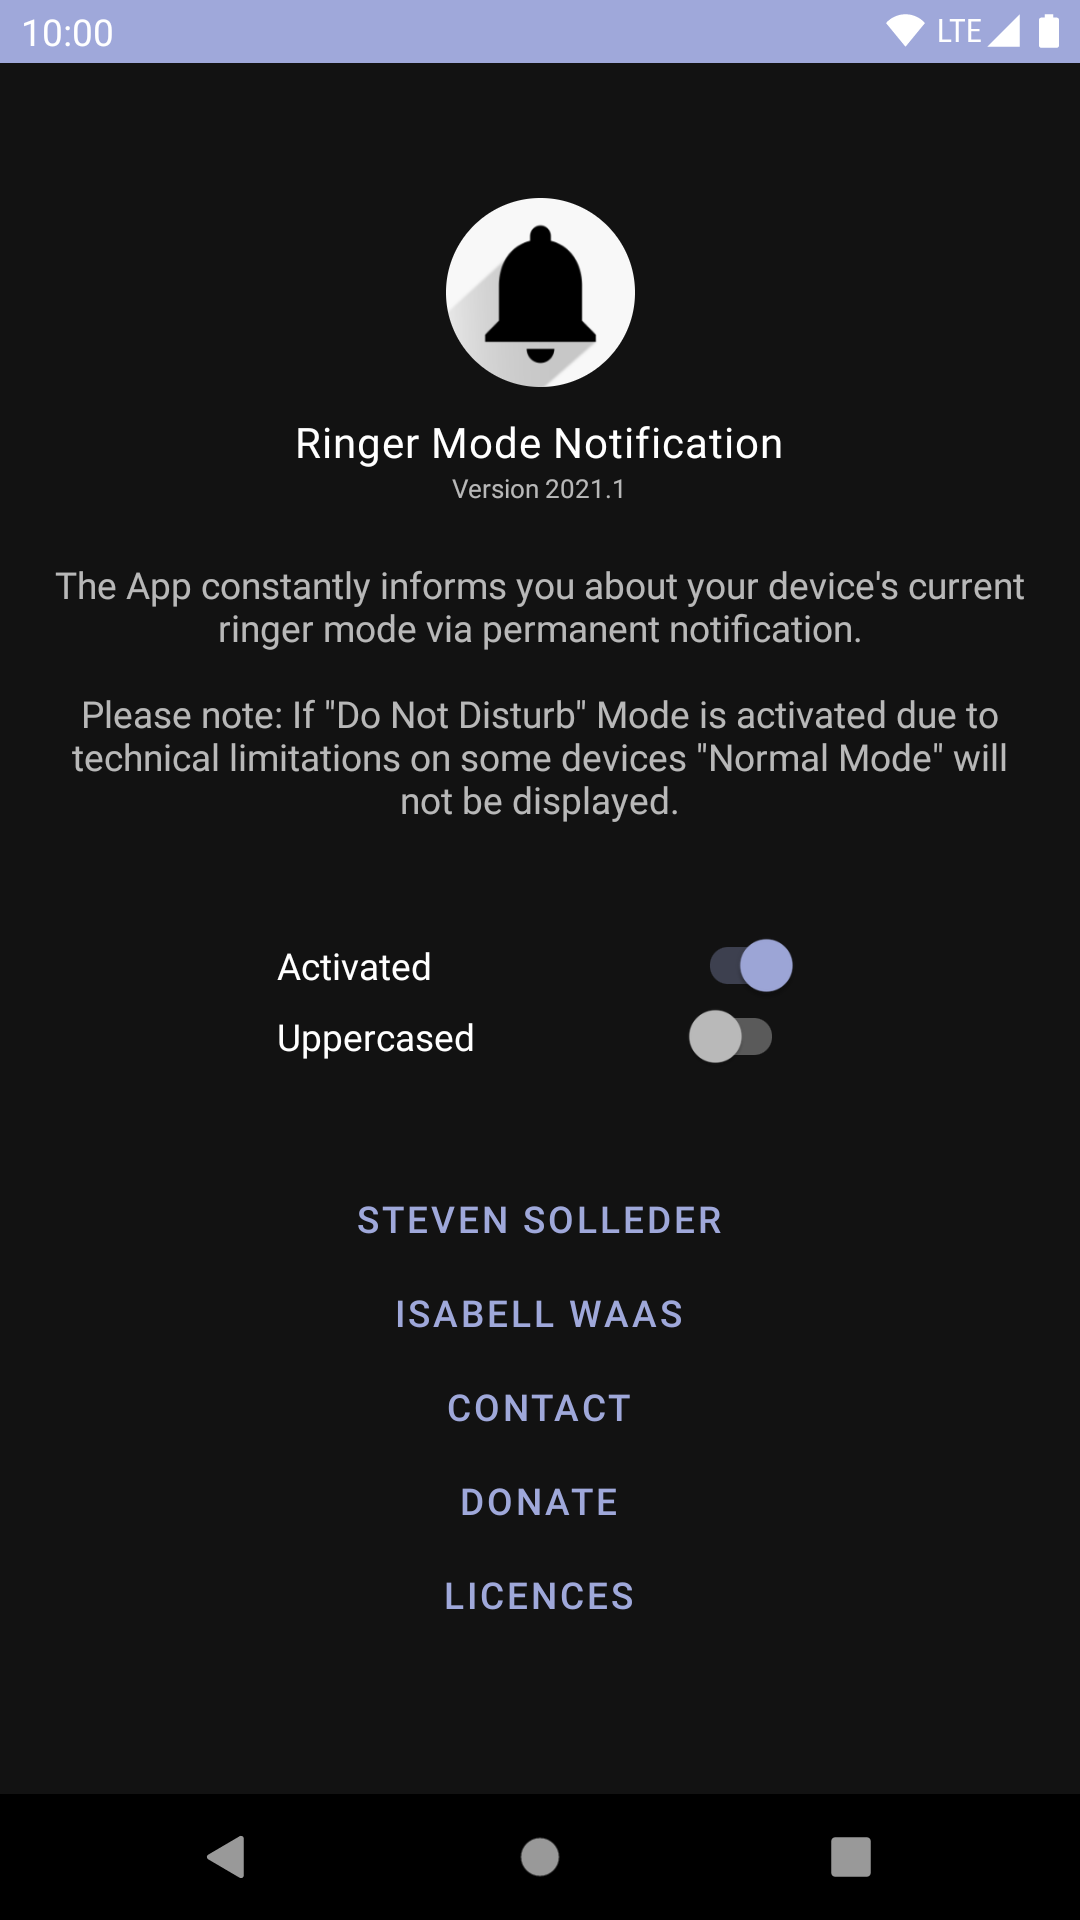 10:00
LTE
Ringer Mode Notification
Version 2021.1
The App constantly informs you about your device's current
ringer mode via permanent notification.
Please note: If "Do Not Disturb" Mode is activated due to
technical limitations on some devices "Normal Mode" will
not be displayed.
Activated
Uppercased
STEVEN SOLLEDER
ISABELL WAAS
CONTACT
DONATE
LICENCES